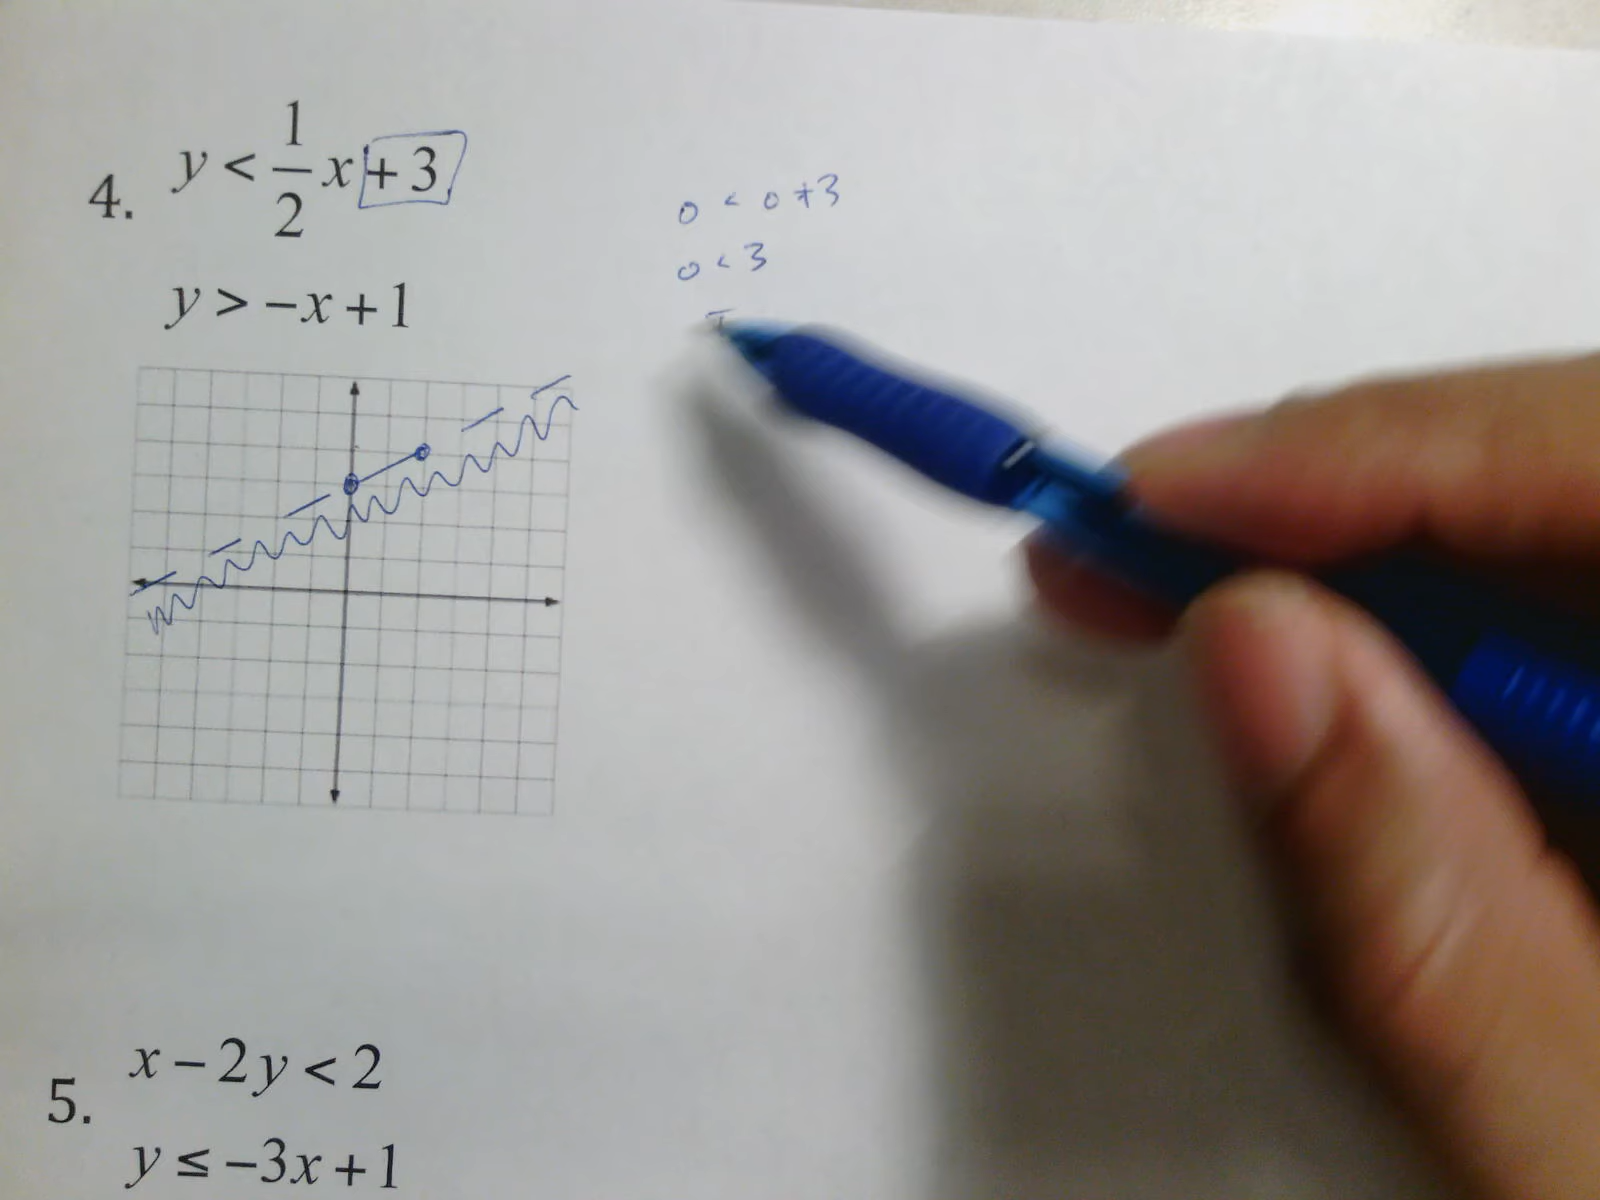 4. y < 1/2 x + 3
y > −x + 1
0 < 0 + 3
0 < 3
5. x − 2y < 2
y ≤ −3x + 1